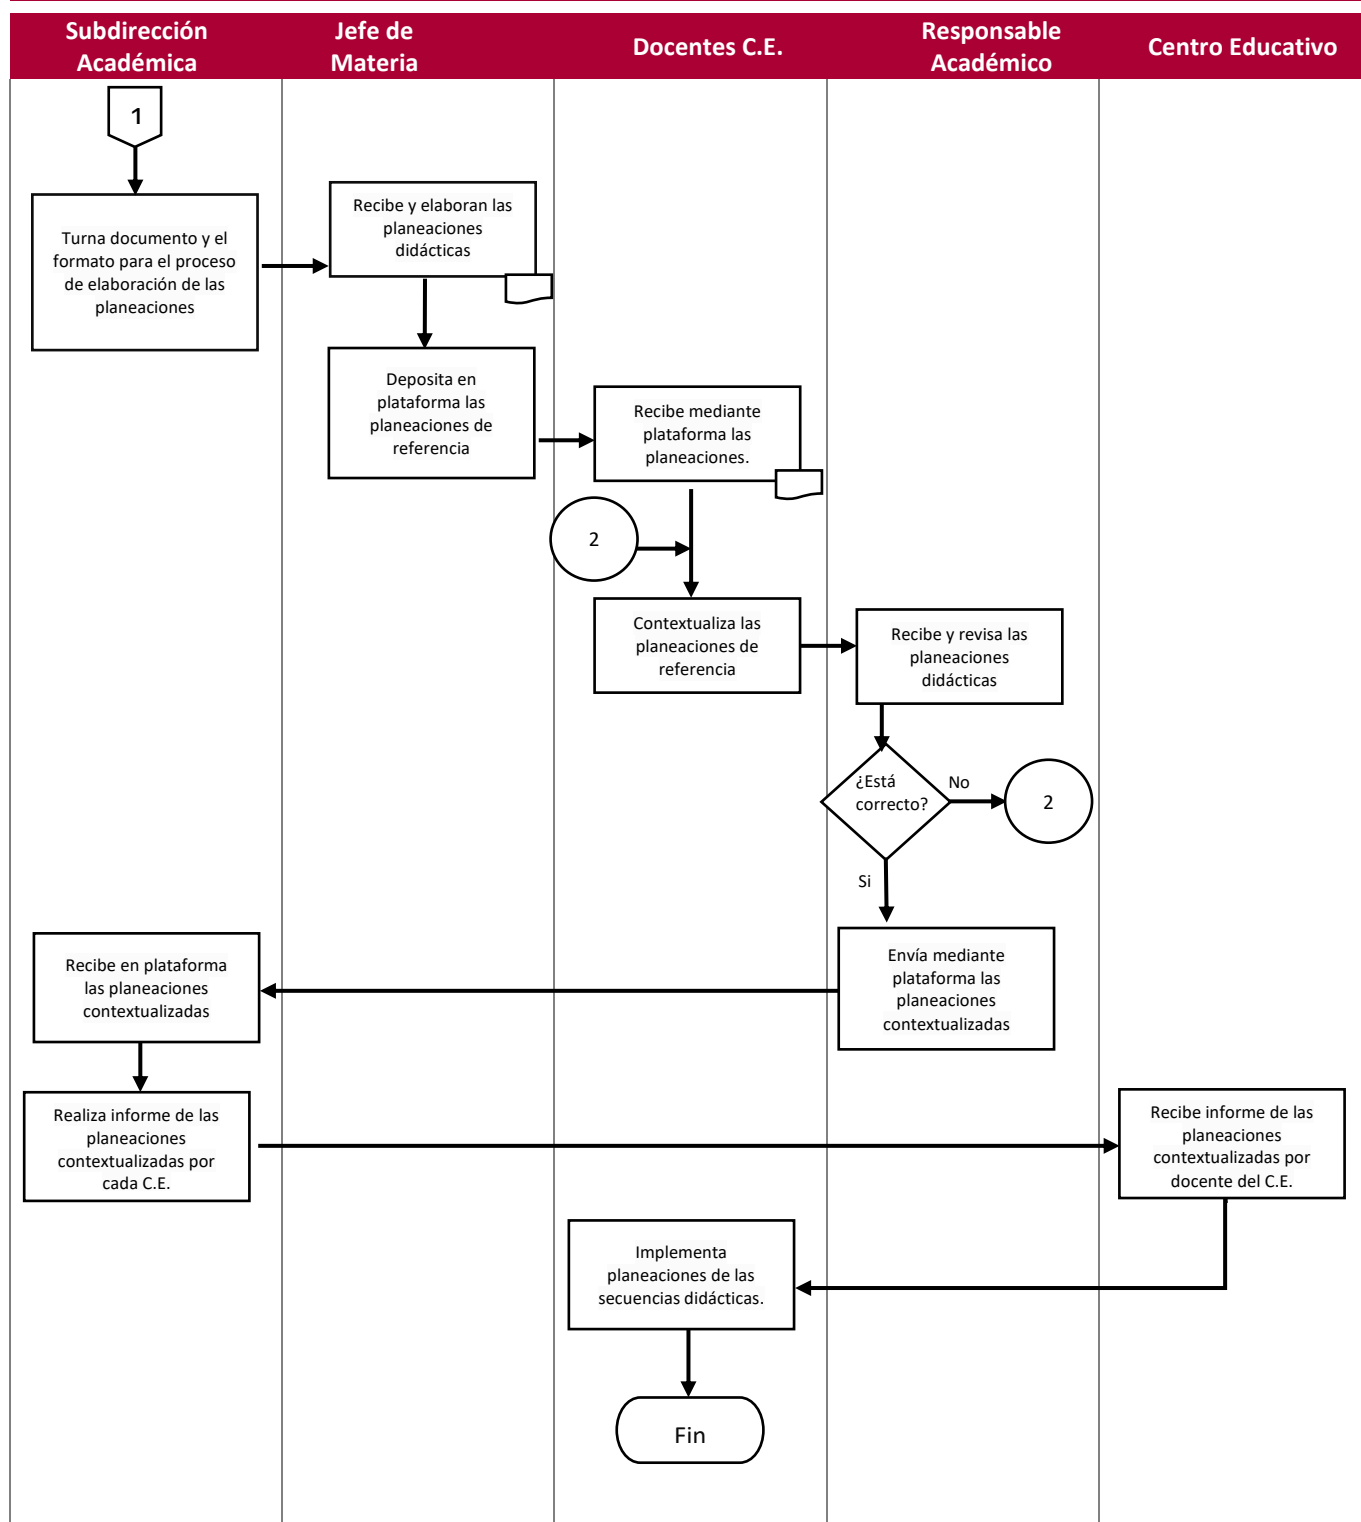 Subdirección
Académica
Jefe de
Materia
Docentes C.E.
Responsable
Académico
Centro Educativo
1
Turna documento y el
formato para el proceso
de elaboración de las
planeaciones
Recibe y elaboran las
planeaciones
didácticas
Deposita en
plataforma las
planeaciones de
referencia
Recibe mediante
plataforma las
planeaciones.
2
Contextualiza las
planeaciones de
referencia
Recibe y revisa las
planeaciones
didácticas
¿Está
correcto?
No
2
Si
Envía mediante
plataforma las
planeaciones
contextualizadas
Recibe en plataforma
las planeaciones
contextualizadas
Realiza informe de las
planeaciones
contextualizadas por
cada C.E.
Recibe informe de las
planeaciones
contextualizadas por
docente del C.E.
Implementa
planeaciones de las
secuencias didácticas.
Fin